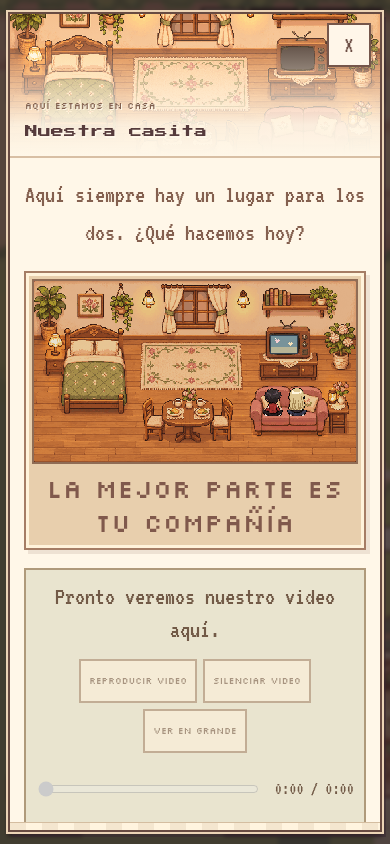 X
AQUÍ ESTAMOS EN CASA
Nuestra casita
Aquí siempre hay un lugar para los
dos. ¿Qué hacemos hoy?
LA MEJOR PARTE ES
TU COMPAÑÍA
Pronto veremos nuestro video
aquí.
REPRODUCIR VIDEO
SILENCIAR VIDEO
VER EN GRANDE
0:00 / 0:00